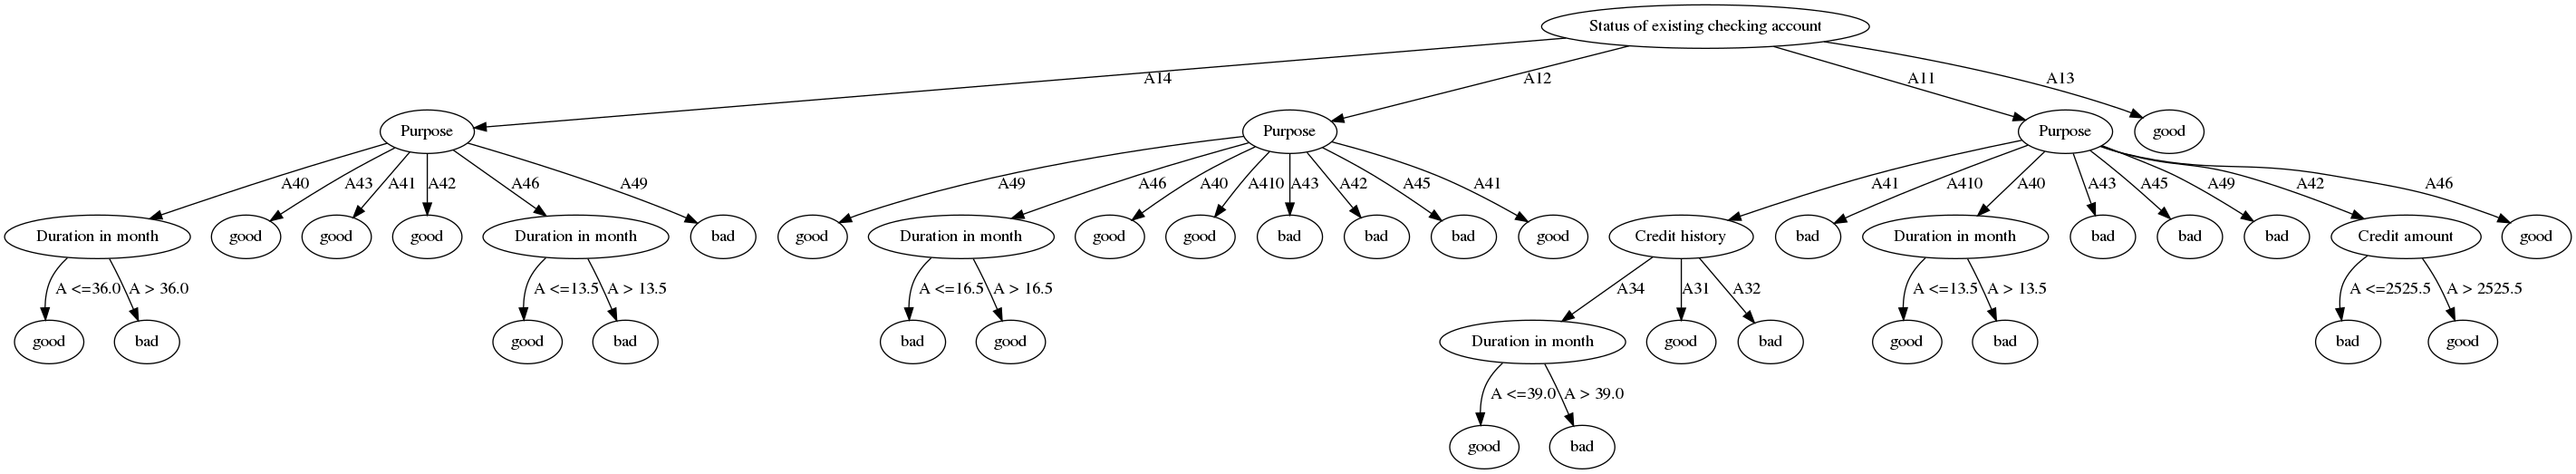 Status of existing checking account
A14
A12
A11
A13
Purpose
Purpose
Purpose
good
A40
A43
A41
A42
A46
A49
A49
A46
A40
A410
A43
A42
A45
A41
A41
A410
A40
A43
A45
A49
A42
A46
Duration in month
good
good
good
Duration in month
bad
good
Duration in month
good
good
bad
bad
bad
good
Credit history
bad
Duration in month
bad
bad
bad
Credit amount
good
A <=36.0
A > 36.0
A <=13.5
A > 13.5
A <=16.5
A > 16.5
A34
A31
A32
A <=13.5
A > 13.5
A <=2525.5
A > 2525.5
good
bad
good
bad
bad
good
Duration in month
good
bad
good
bad
bad
good
A <=39.0
A > 39.0
good
bad